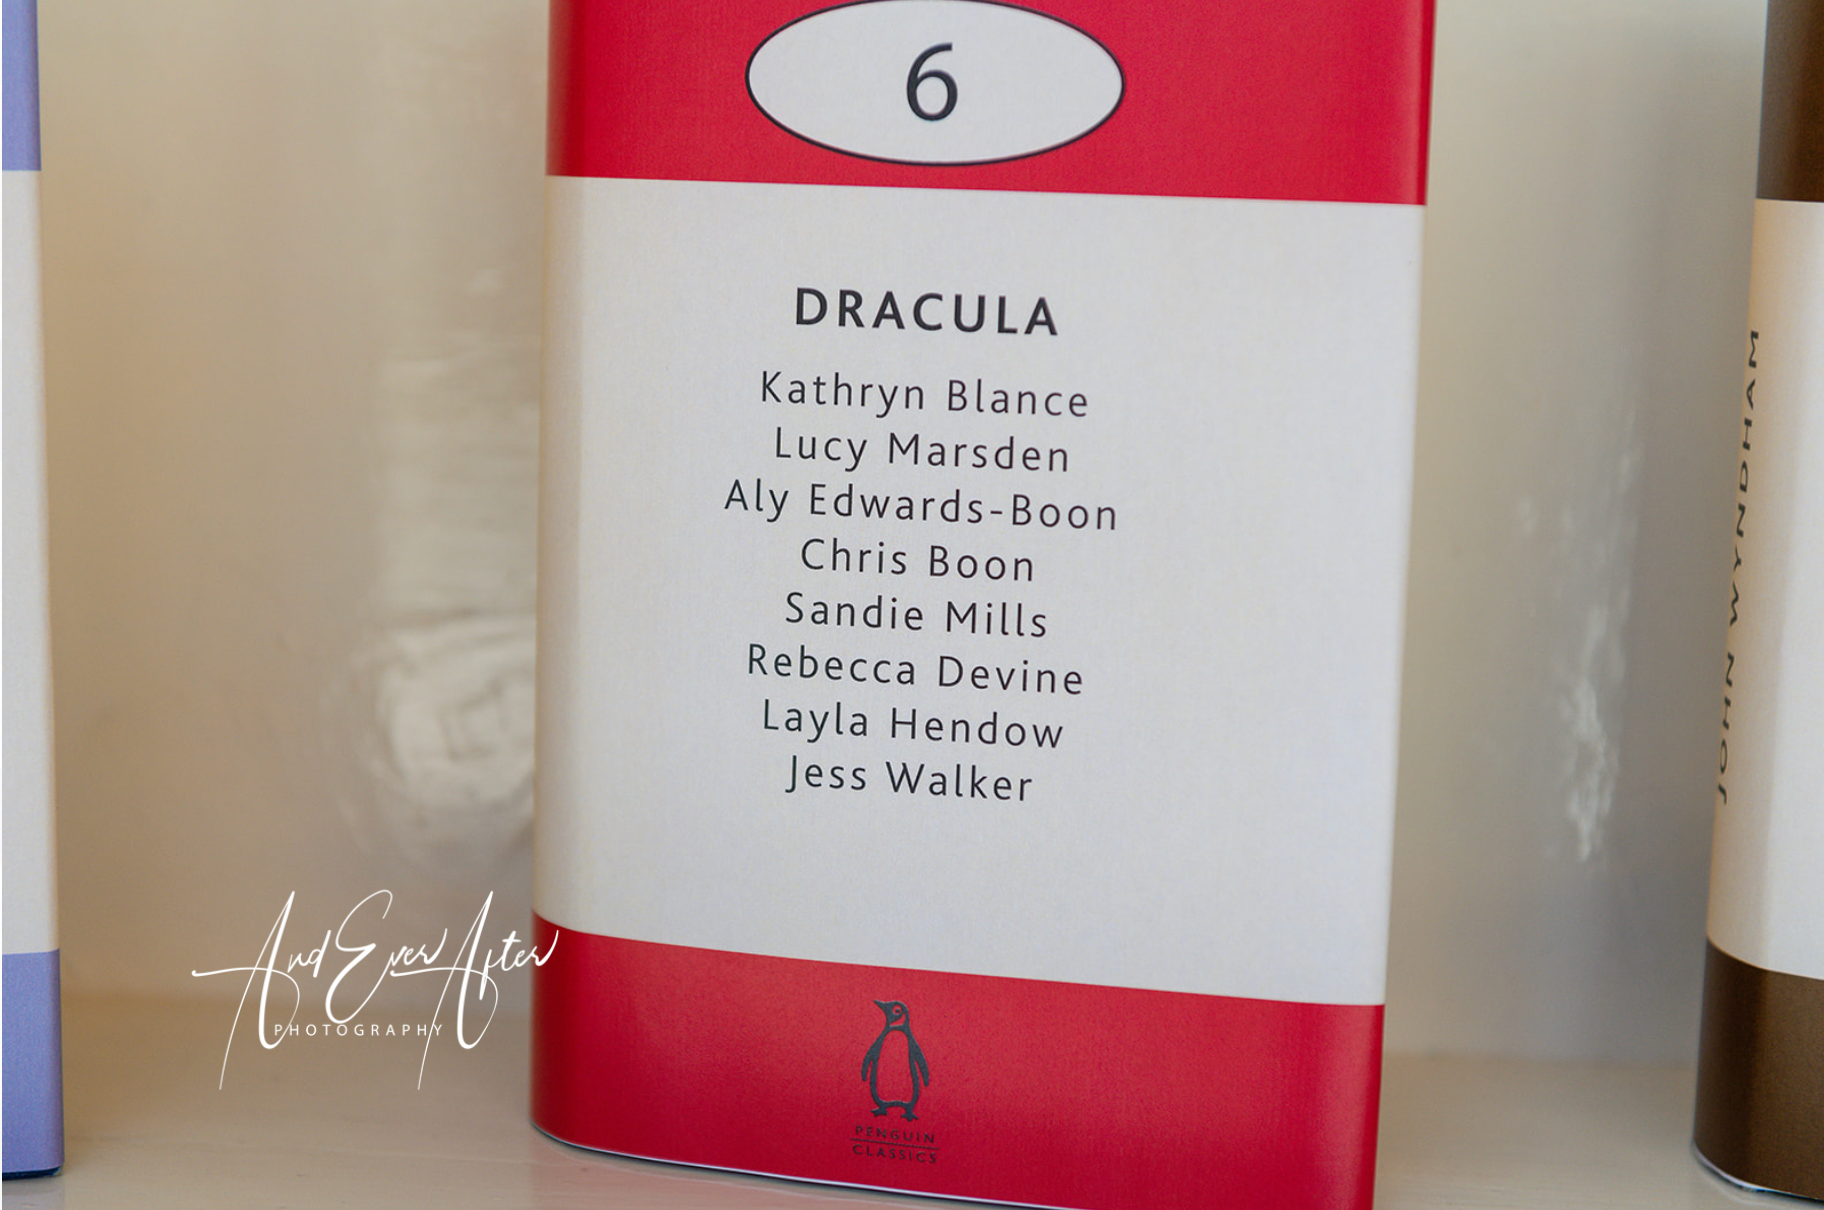 6
DRACULA
Kathryn Blance
Lucy Marsden
Aly Edwards-Boon
Chris Boon
Sandie Mills
Rebecca Devine
Layla Hendow
Jess Walker
PENGUIN
CLASSICS
JOHN WYNDHAM
And Ever After
PHOTOGRAPHY